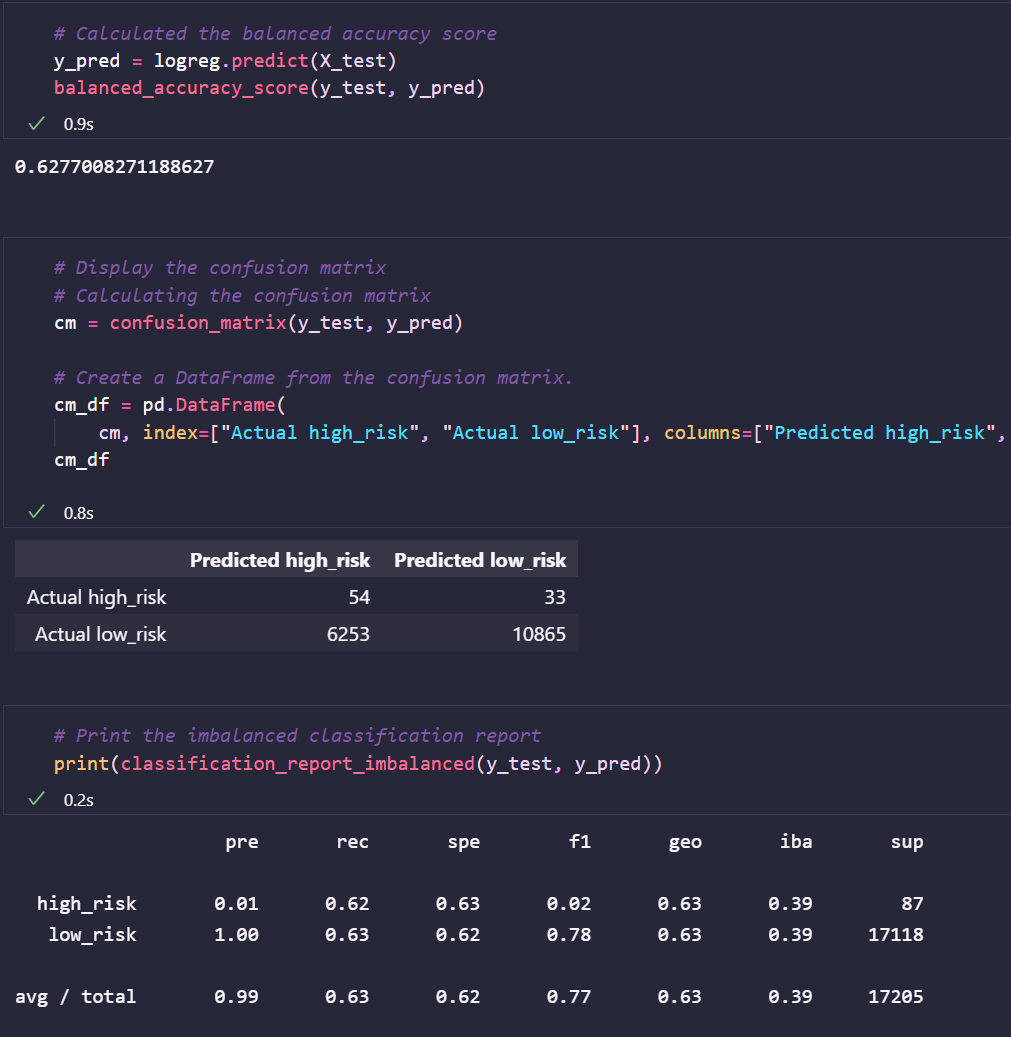 # Calculated the balanced accuracy score
y_pred = logreg.predict(X_test)
balanced_accuracy_score(y_test, y_pred)
0.9s
0.6277008271188627
# Display the confusion matrix
# Calculating the confusion matrix
cm = confusion_matrix(y_test, y_pred)
# Create a DataFrame from the confusion matrix.
cm_df = pd.DataFrame(
cm, index=["Actual high_risk", "Actual low_risk"], columns=["Predicted high_risk",
cm_df
0.8s
Predicted high_risk Predicted low_risk
Actual high_risk 54 33
Actual low_risk 6253 10865
# Print the imbalanced classification report
print(classification_report_imbalanced(y_test, y_pred))
0.2s
pre rec spe f1 geo iba sup
high_risk 0.01 0.62 0.63 0.02 0.63 0.39 87
low_risk 1.00 0.63 0.62 0.78 0.63 0.39 17118
avg / total 0.99 0.63 0.62 0.77 0.63 0.39 17205